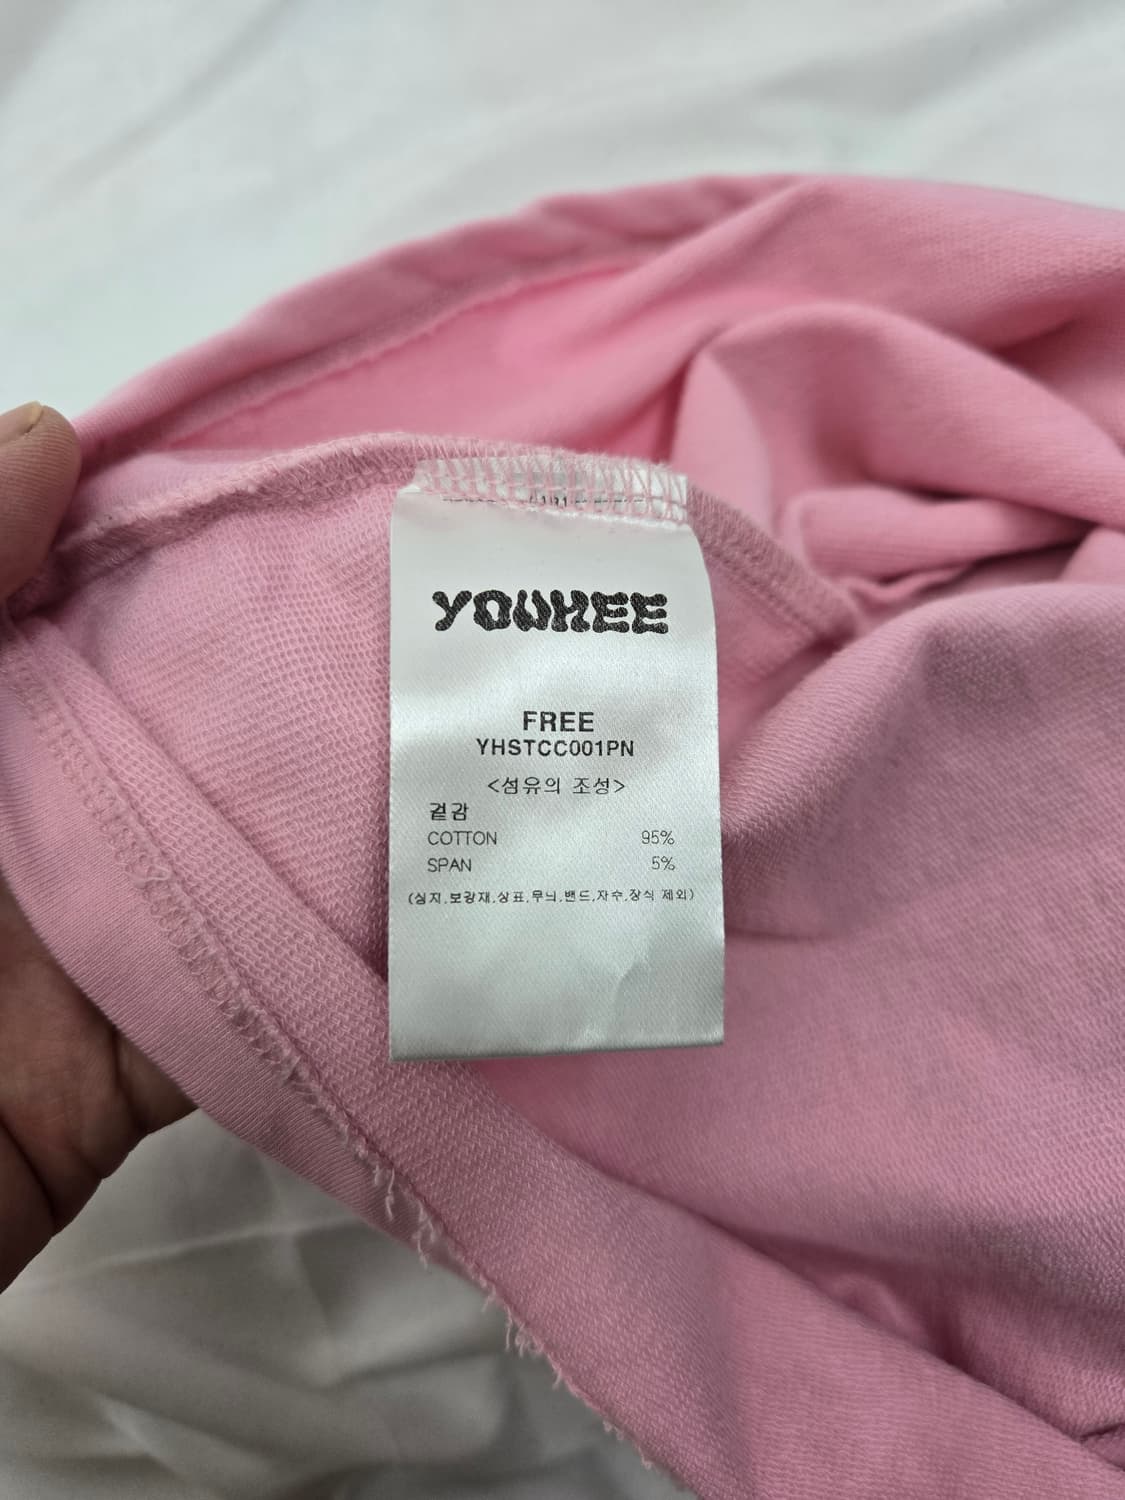 YOUHEE
FREE
YHSTCC001PN
<섬유의 조성>
겉감
COTTON 95%
SPAN 5%
(심지,보강재,상표,무늬,밴드,자수,장식 제외)